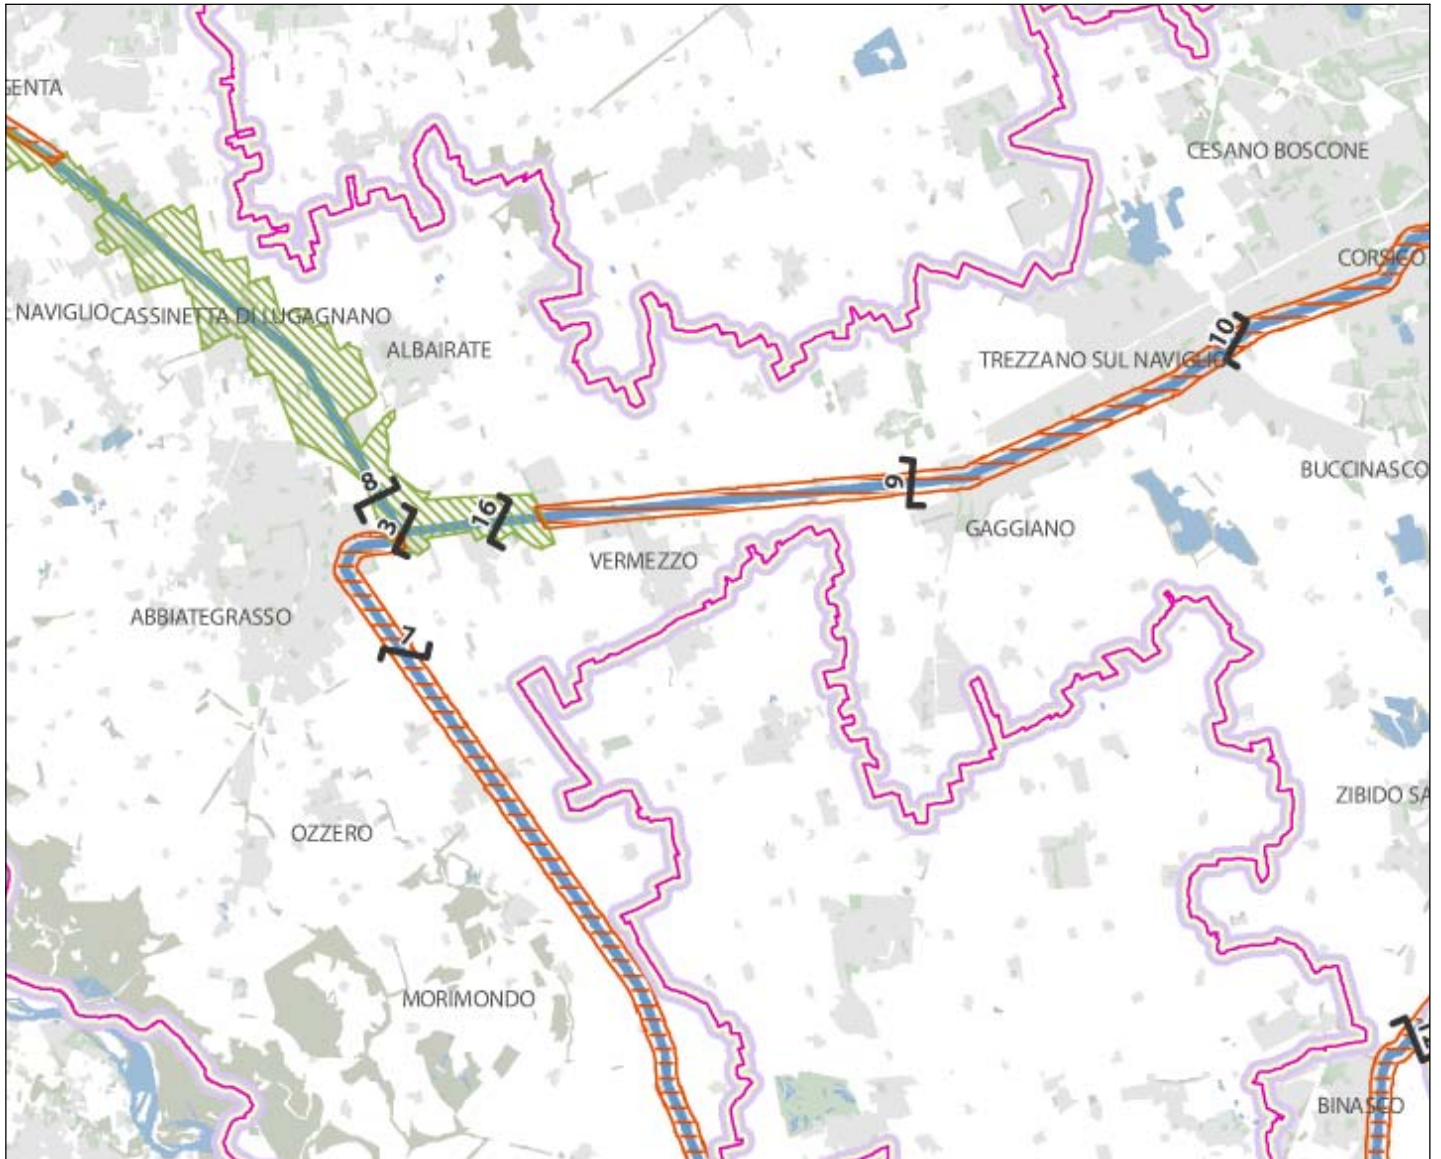 GENTA
CESANO BOSCONE
CORSICO
NAVIGLIO
CASSINETTA DI LUGAGNANO
ALBAIRATE
10
TREZZANO SUL NAVIGLIO
BUCCINASCO
8
9
3
16
GAGGIANO
VERMEZZO
ABBIATEGRASSO
7
ZIBIDO SA
OZZERO
MORIMONDO
BINASCO